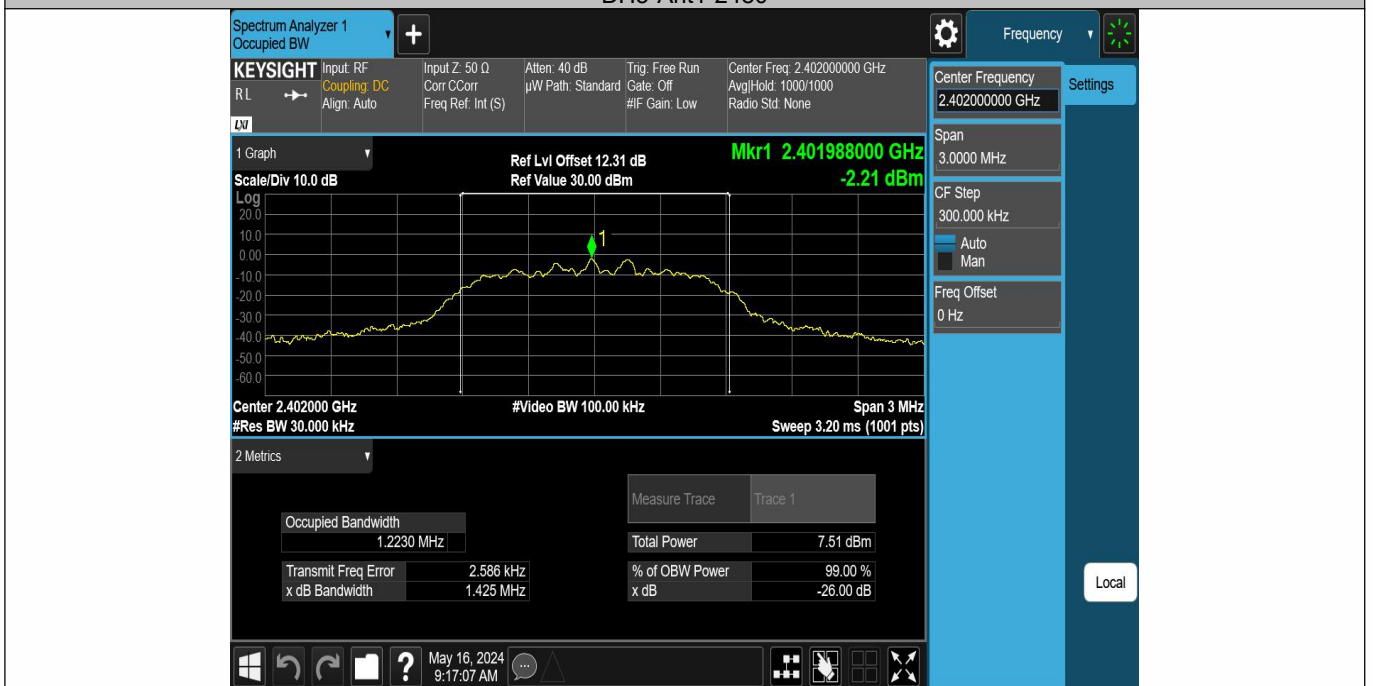 Spectrum Analyzer 1
Occupied BW
Frequency
KEYSIGHT
R L
LXI
Input: RF
Coupling: DC
Align: Auto
Input Z: 50 Ω
Corr CCorr
Freq Ref: Int (S)
Atten: 40 dB
µW Path: Standard
Trig: Free Run
Gate: Off
#IF Gain: Low
Center Freq: 2.402000000 GHz
Avg|Hold: 1000/1000
Radio Std: None
Center Frequency
2.402000000 GHz
Settings
Span
3.0000 MHz
CF Step
300.000 kHz
Auto
Man
Freq Offset
0 Hz
Local
1 Graph
Scale/Div 10.0 dB
Ref Lvl Offset 12.31 dB
Ref Value 30.00 dBm
Mkr1 2.401988000 GHz
-2.21 dBm
Log
20.0
10.0
0.00
-10.0
-20.0
-30.0
-40.0
-50.0
-60.0
1
Center 2.402000 GHz
#Video BW 100.00 kHz
Span 3 MHz
#Res BW 30.000 kHz
Sweep 3.20 ms (1001 pts)
2 Metrics
Measure Trace Trace 1
Occupied Bandwidth
1.2230 MHz
Total Power 7.51 dBm
Transmit Freq Error 2.586 kHz
% of OBW Power 99.00 %
x dB Bandwidth 1.425 MHz
x dB -26.00 dB
May 16, 2024
9:17:07 AM